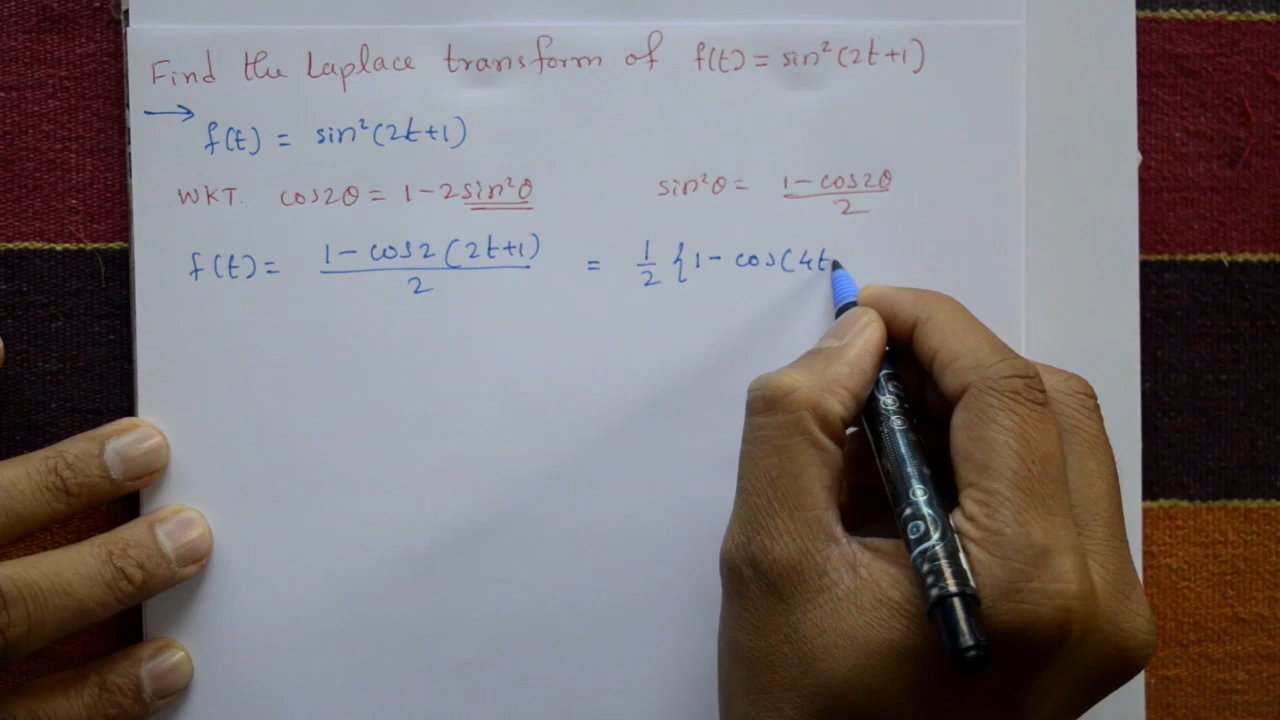 Find the Laplace transform of f(t) = sin²(2t+1)
→ f(t) = sin²(2t+1)
WKT. cos2θ = 1-2sin²θ sin²θ = (1-cos2θ)/2
f(t) = (1-cos2(2t+1))/2 = 1/2 {1-cos(4t